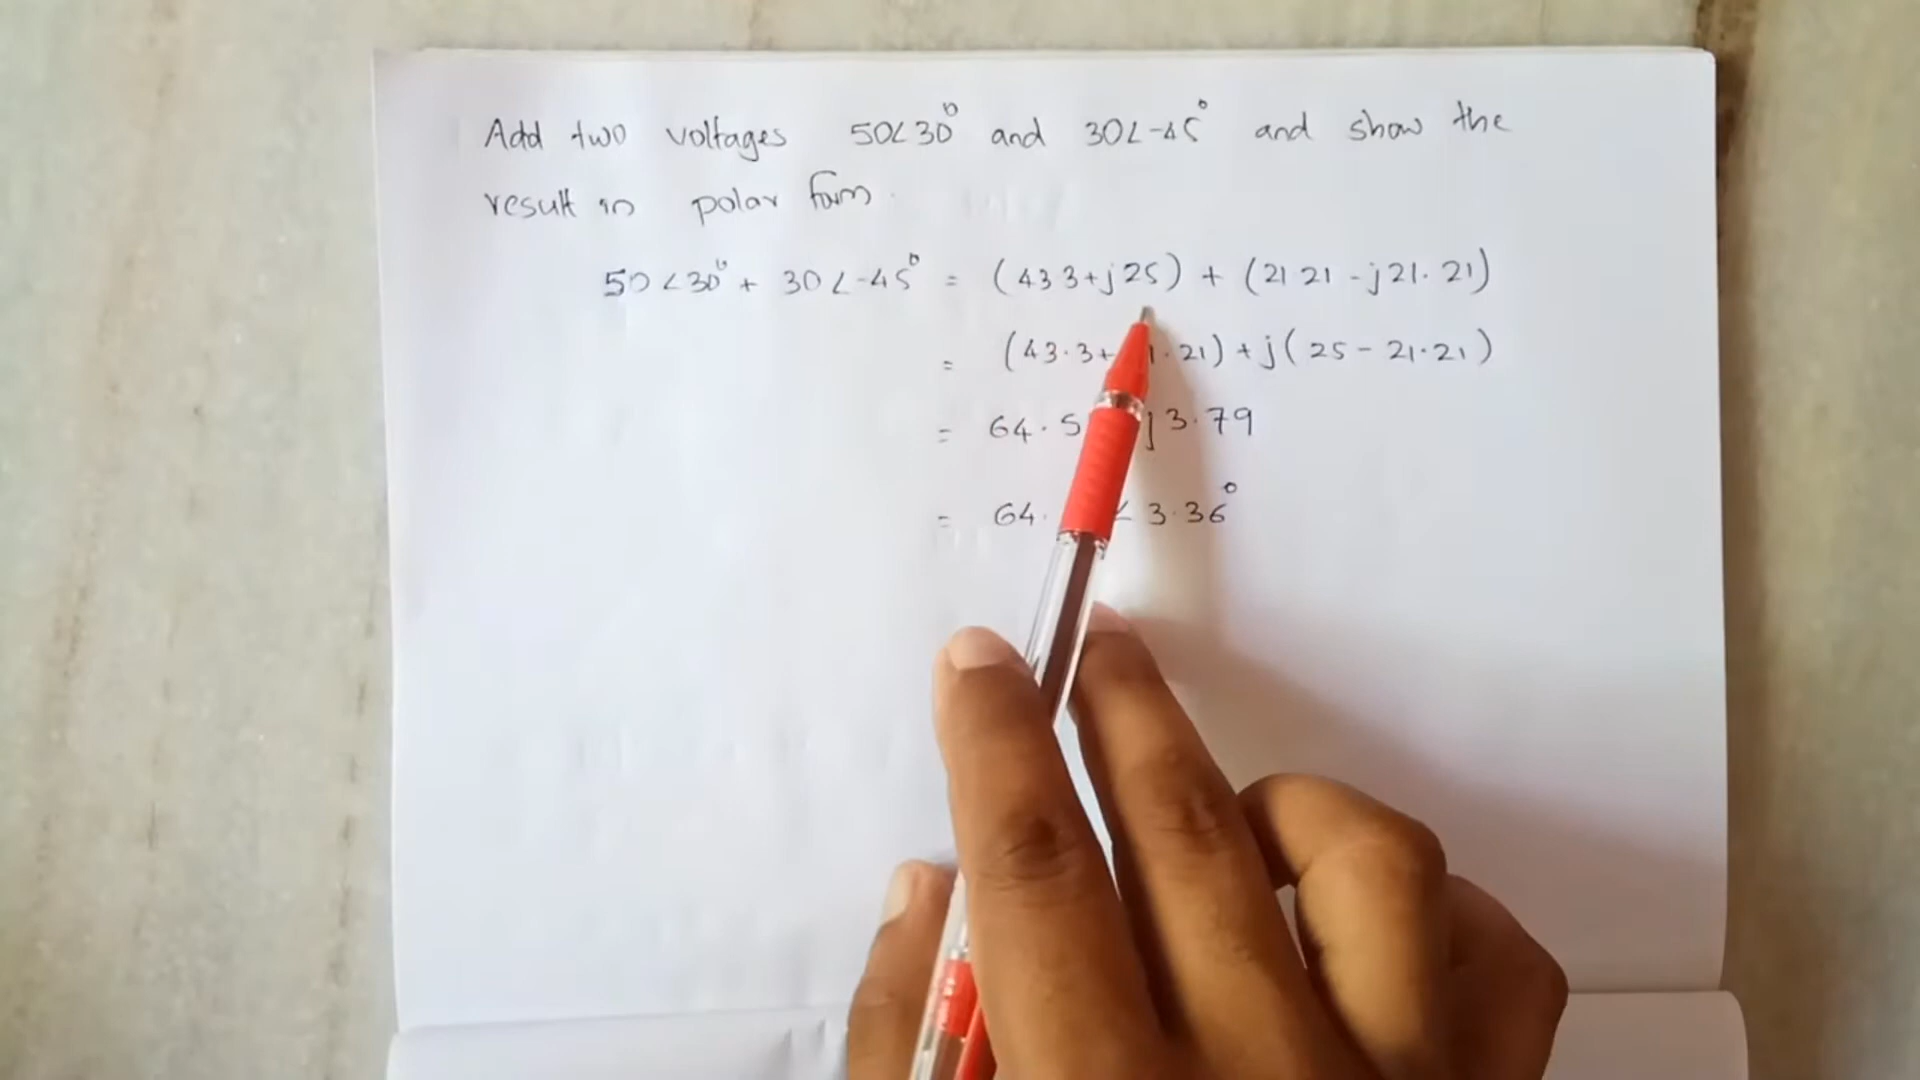 Add two voltages 50∠30° and 30∠-45° and show the
result in polar form.
50∠30° + 30∠-45° = (43.3+j25) + (21.21 - j21.21)
= (43.3+ .21) + j(25 - 21.21)
= 64.5 j3.79
= 64. ∠3.36°